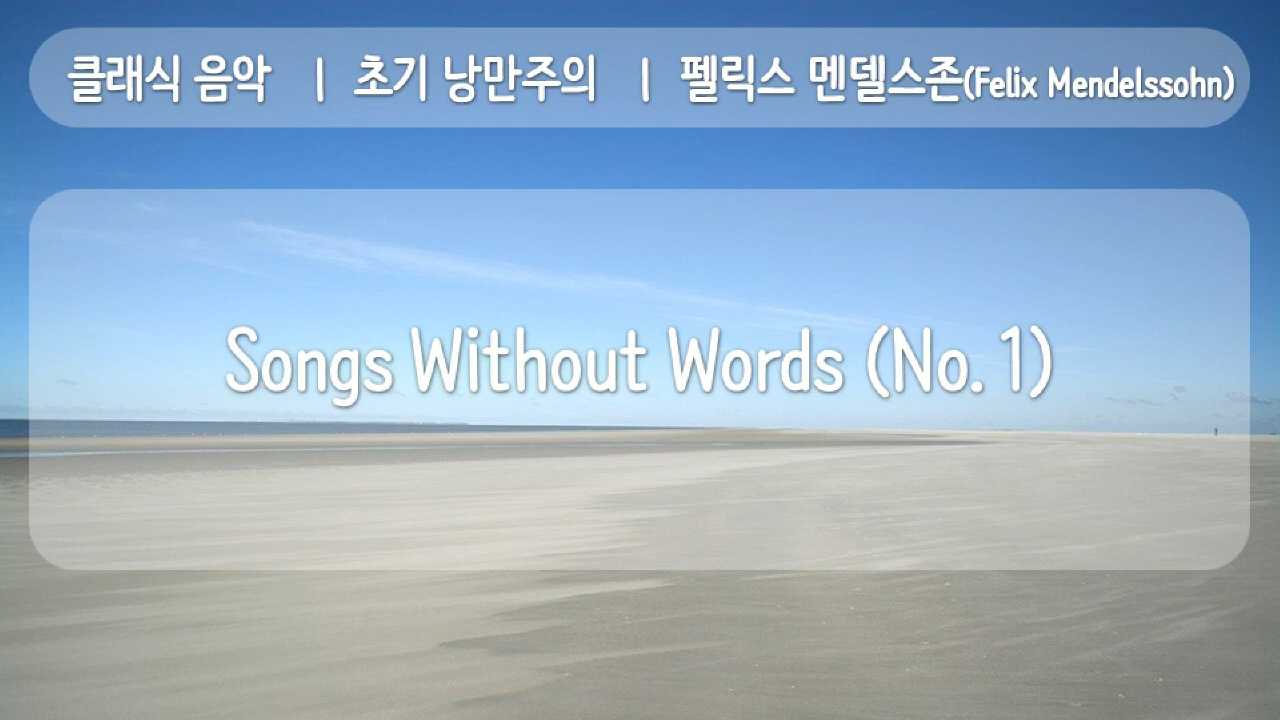 클래식 음악 | 초기 낭만주의 | 펠릭스 멘델스존(Felix Mendelssohn)
Songs Without Words (No. 1)